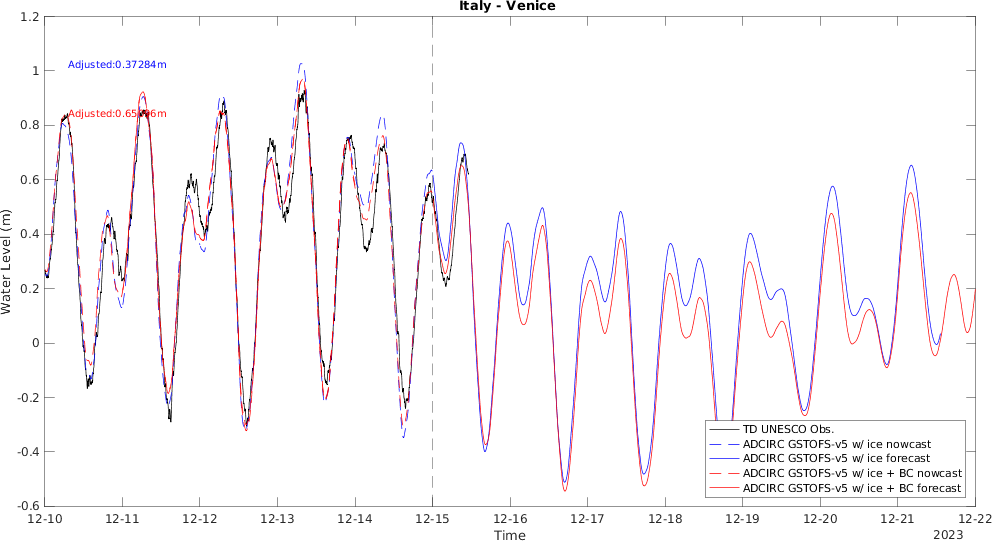 Italy - Venice
1.2
1
0.8
0.6
0.4
0.2
0
-0.2
-0.4
-0.6
Water Level (m)
Adjusted:0.37284m
TD UNESCO Obs.
ADCIRC GSTOFS-v5 w/ ice nowcast
ADCIRC GSTOFS-v5 w/ ice forecast
ADCIRC GSTOFS-v5 w/ ice + BC nowcast
ADCIRC GSTOFS-v5 w/ ice + BC forecast
12-10 12-11 12-12 12-13 12-14 12-15 12-16 12-17 12-18 12-19 12-20 12-21 12-22
Time
2023